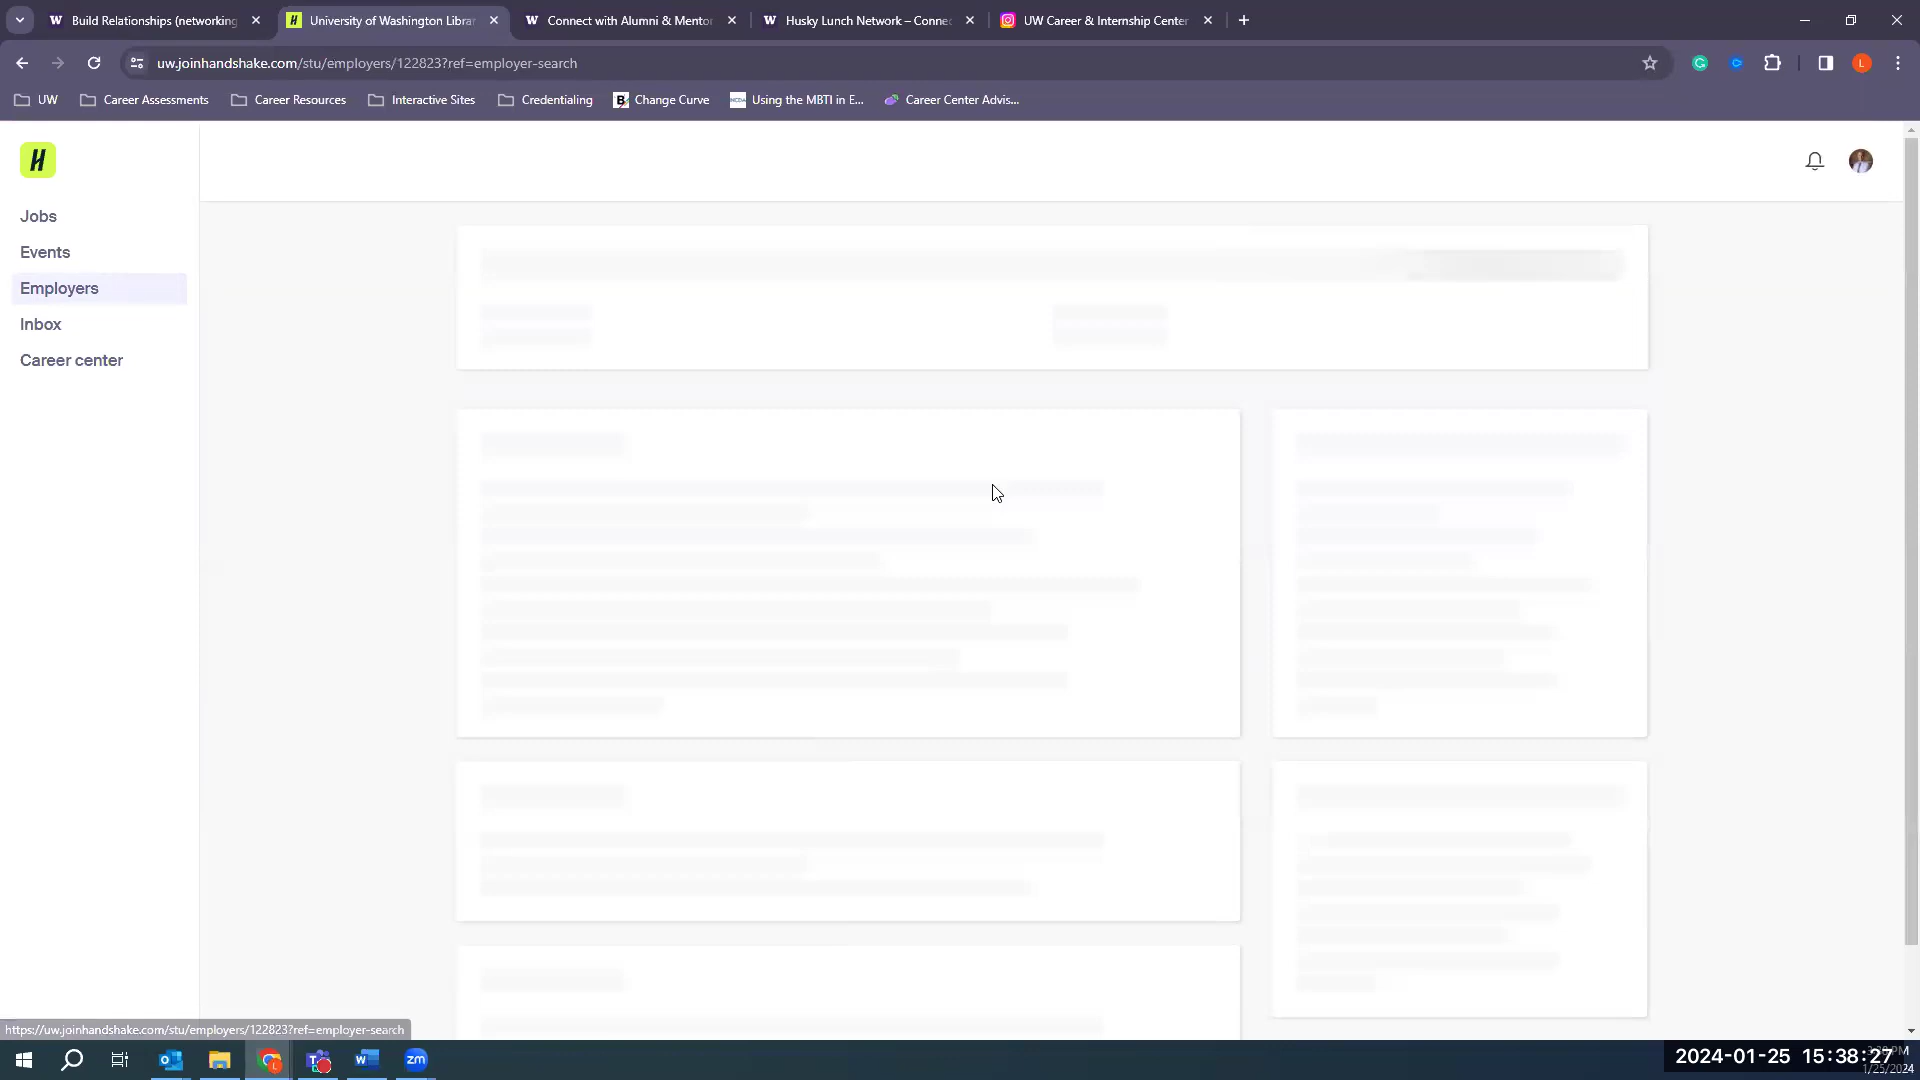 Build Relationships (networking
University of Washington Libra
Connect with Alumni & Mento
Husky Lunch Network – Conne
UW Career & Internship Center
uw.joinhandshake.com/stu/employers/122823?ref=employer-search
UW
Career Assessments
Career Resources
Interactive Sites
Credentialing
Change Curve
Using the MBTI in E...
Career Center Advis...
Jobs
Events
Employers
Inbox
Career center
https://uw.joinhandshake.com/stu/employers/122823?ref=employer-search
2024-01-25 15:38:27
1/25/2024